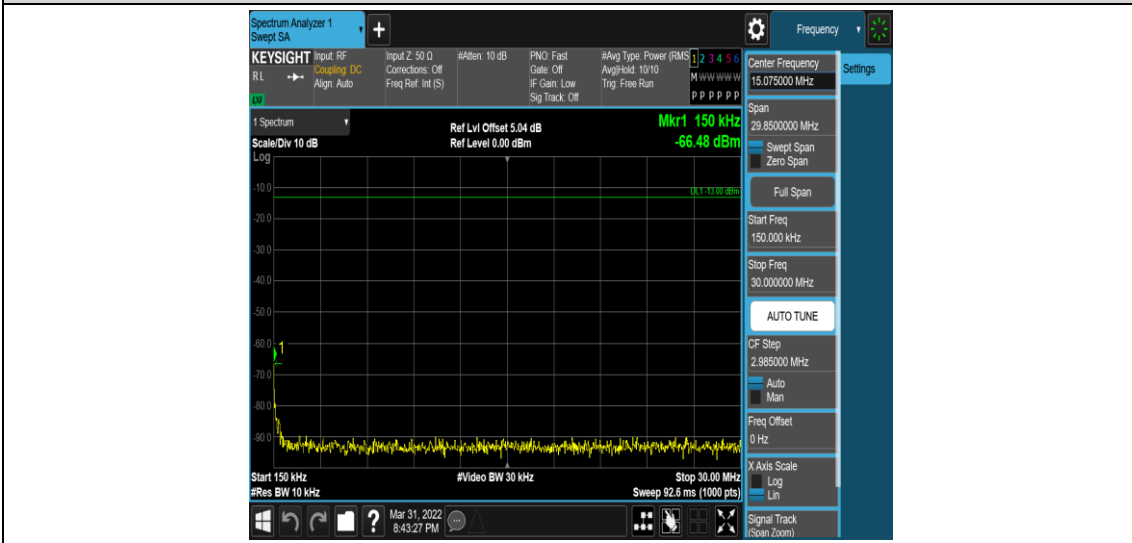 Spectrum Analyzer 1
Swept SA
+
Frequency
KEYSIGHT
RL
LXI
Input: RF
Coupling: DC
Align: Auto
Input Z: 50 Ω
Corrections: Off
Freq Ref: Int (S)
#Atten: 10 dB
PNO: Fast
Gate: Off
IF Gain: Low
Sig Track: Off
#Avg Type: Power (RMS
Avg|Hold: 10/10
Trig: Free Run
1 2 3 4 5 6
M W W W W W
P P P P P P
Center Frequency
15.075000 MHz
Settings
Span
29.8500000 MHz
Swept Span
Zero Span
Full Span
Start Freq
150.000 kHz
Stop Freq
30.000000 MHz
AUTO TUNE
CF Step
2.985000 MHz
Auto
Man
Freq Offset
0 Hz
X Axis Scale
Log
Lin
Signal Track
(Span Zoom)
1 Spectrum
Scale/Div 10 dB
Log
Ref Lvl Offset 5.04 dB
Ref Level 0.00 dBm
Mkr1 150 kHz
-66.48 dBm
DL1 -13.00 dBm
-10.0
-20.0
-30.0
-40.0
-50.0
-60.0
1
-70.0
-80.0
-90.0
Start 150 kHz
#Video BW 30 kHz
Stop 30.00 MHz
#Res BW 10 kHz
Sweep 92.6 ms (1000 pts)
?
Mar 31, 2022
8:43:27 PM